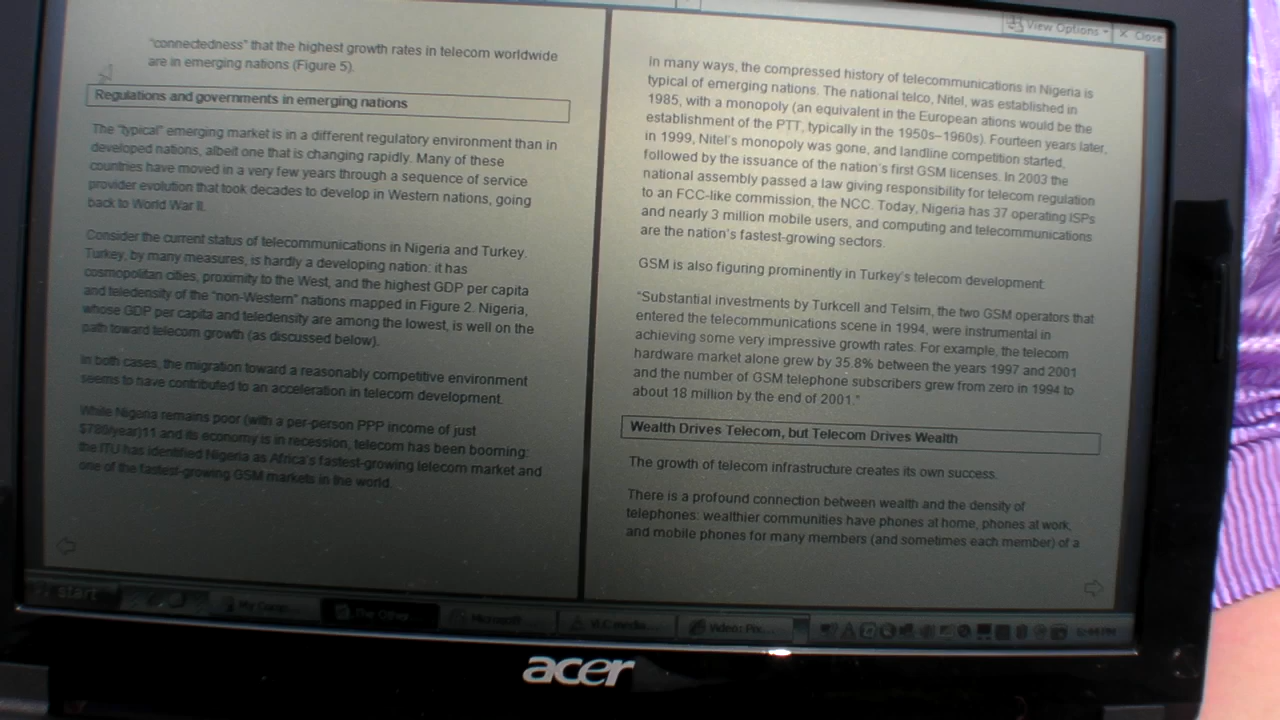 "connectedness" that the highest growth rates in telecom worldwide
are in emerging nations (Figure 5).
Regulations and governments in emerging nations
The "typical" emerging market is in a different regulatory environment than in
developed nations, albeit one that is changing rapidly. Many of these
countries have moved in a very few years through a sequence of service
provider evolution that took decades to develop in Western nations, going
back to World War II.
Consider the current status of telecommunications in Nigeria and Turkey.
Turkey, by many measures, is hardly a developing nation: it has
cosmopolitan cities, proximity to the West, and the highest GDP per capita
and teledensity of the "non-Western" nations mapped in Figure 2. Nigeria,
whose GDP per capita and teledensity are among the lowest, is well on the
path toward telecom growth (as discussed below).
In both cases, the migration toward a reasonably competitive environment
seems to have contributed to an acceleration in telecom development.
While Nigeria remains poor (with a per-person PPP income of just
and its economy is in recession, telecom has been booming:
the ITU has identified Nigeria as Africa's fastest-growing telecom market and
one of the fastest-growing GSM markets in the world.
View Options
Close
In many ways, the compressed history of telecommunications in Nigeria is
typical of emerging nations. The national telco, Nitel, was established in
1985, with a monopoly (an equivalent in the European ations would be the
establishment of the PTT, typically in the 1950s–1960s). Fourteen years later,
in 1999, Nitel's monopoly was gone, and landline competition started,
followed by the issuance of the nation's first GSM licenses. In 2003 the
national assembly passed a law giving responsibility for telecom regulation
to an FCC-like commission, the NCC. Today, Nigeria has 37 operating ISPs
and nearly 3 million mobile users, and computing and telecommunications
are the nation's fastest-growing sectors.
GSM is also figuring prominently in Turkey's telecom development.
"Substantial investments by Turkcell and Telsim, the two GSM operators that
entered the telecommunications scene in 1994, were instrumental in
achieving some very impressive growth rates. For example, the telecom
hardware market alone grew by 35.8% between the years 1997 and 2001
and the number of GSM telephone subscribers grew from zero in 1994 to
about 18 million by the end of 2001."
Wealth Drives Telecom, but Telecom Drives Wealth
The growth of telecom infrastructure creates its own success.
There is a profound connection between wealth and the density of
telephones: wealthier communities have phones at home, phones at work,
and mobile phones for many members (and sometimes each member) of a
start
My Comp...
The Other...
Microsoft
VLC media...
Video: Pix...
acer